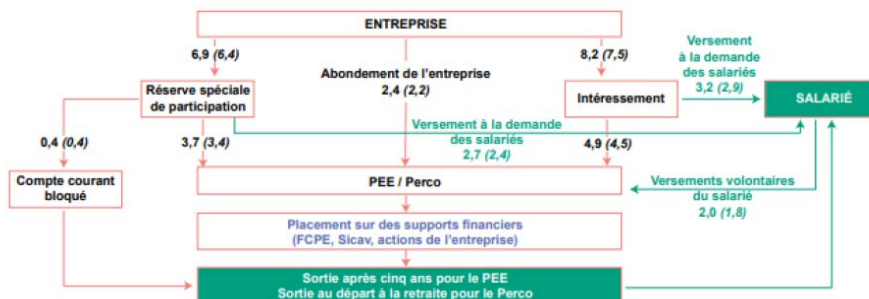 ENTREPRISE
6,9 (6,4)
8,2 (7,5)
Versement
à la demande
des salariés
3,2 (2,9)
Abondement de l'entreprise
2,4 (2,2)
Réserve spéciale
de participation
Intéressement
SALARIÉ
0,4 (0,4)
3,7 (3,4)
Versement à la demande
des salariés
2,7 (2,4)
4,9 (4,5)
Compte courant
bloqué
PEE / Perco
Versements volontaires
du salarié
2,0 (1,8)
Placement sur des supports financiers
(FCPE, Sicav, actions de l'entreprise)
Sortie après cinq ans pour le PEE
Sortie au départ à la retraite pour le Perco